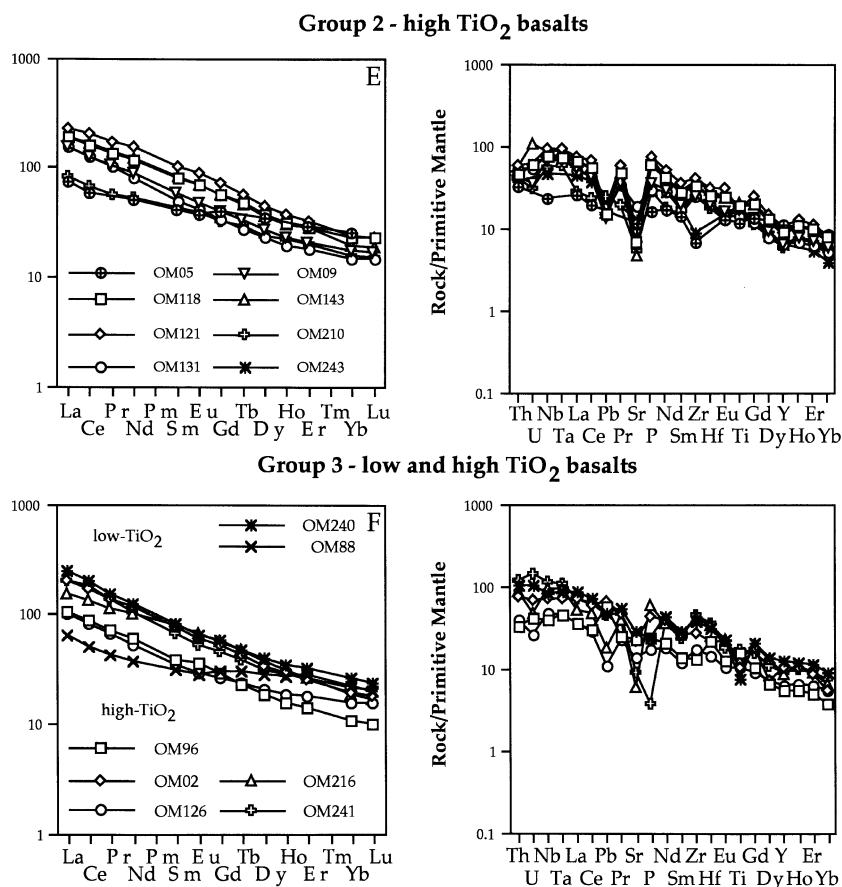 Group 2 - high TiO2 basalts
1000
100
10
1
E
OM05
OM09
OM118
OM143
OM121
OM210
OM131
OM243
La Pr Pm Eu Tb Ho Tm Lu
Ce Nd Sm Gd Dy Er Yb
Rock/Primitive Mantle
1000
100
10
1
0.1
Th Nb La Pb Sr Nd Zr Eu Gd Y Er
U Ta Ce Pr P Sm Hf Ti Dy Ho Yb
Group 3 - low and high TiO2 basalts
1000
100
10
1
F
low-TiO2
OM240
OM88
high-TiO2
OM96
OM02
OM216
OM126
OM241
La Pr Pm Eu Tb Ho Tm Lu
Ce Nd Sm Gd Dy Er Yb
Rock/Primitive Mantle
1000
100
10
1
0.1
Th Nb La Pb Sr Nd Zr Eu Gd Y Er
U Ta Ce Pr P Sm Hf Ti Dy Ho Yb